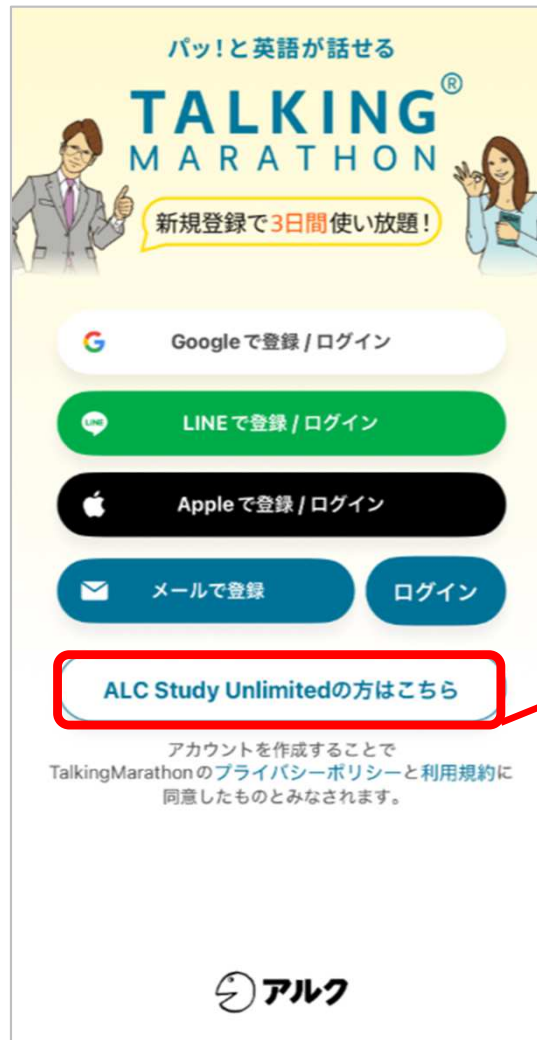 パッ!と英語が話せる
TALKING®
MARATHON
新規登録で3日間使い放題!
Googleで登録 / ログイン
LINE
LINEで登録 / ログイン
Appleで登録 / ログイン
メールで登録
ログイン
ALC Study Unlimitedの方はこちら
アカウントを作成することで
TalkingMarathonのプライバシーポリシーと利用規約に
同意したものとみなされます。
アルク